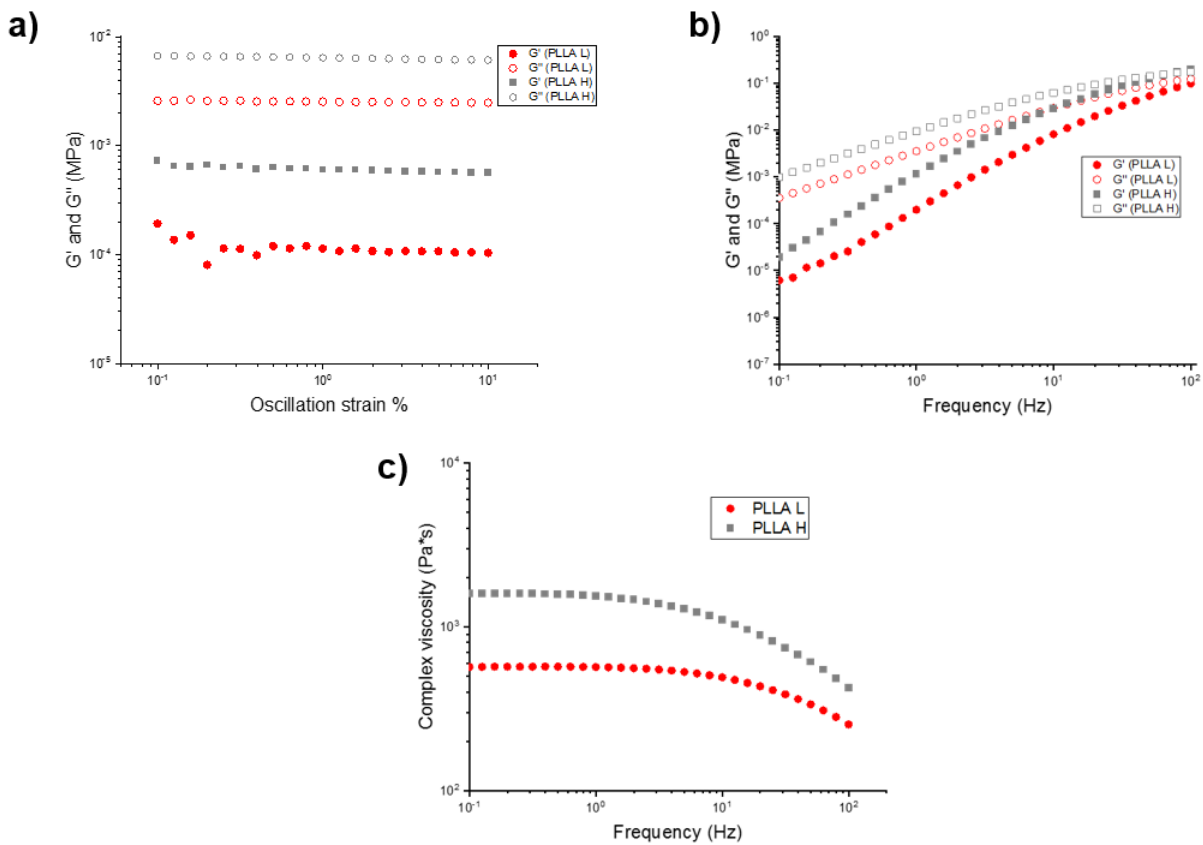 a)
G' and G'' (MPa)
10⁻²
10⁻³
10⁻⁴
10⁻⁵
G' (PLLA L)
G'' (PLLA L)
G' (PLLA H)
G'' (PLLA H)
10⁻¹
10⁰
10¹
Oscillation strain %
b)
G' and G'' (MPa)
10⁰
10⁻¹
10⁻²
10⁻³
10⁻⁴
10⁻⁵
10⁻⁶
10⁻⁷
G' (PLLA L)
G'' (PLLA L)
G' (PLLA H)
G'' (PLLA H)
10⁻¹
10⁰
10¹
10²
Frequency (Hz)
c)
Complex viscosity (Pa*s)
10⁴
10³
10²
PLLA L
PLLA H
10⁻¹
10⁰
10¹
10²
Frequency (Hz)